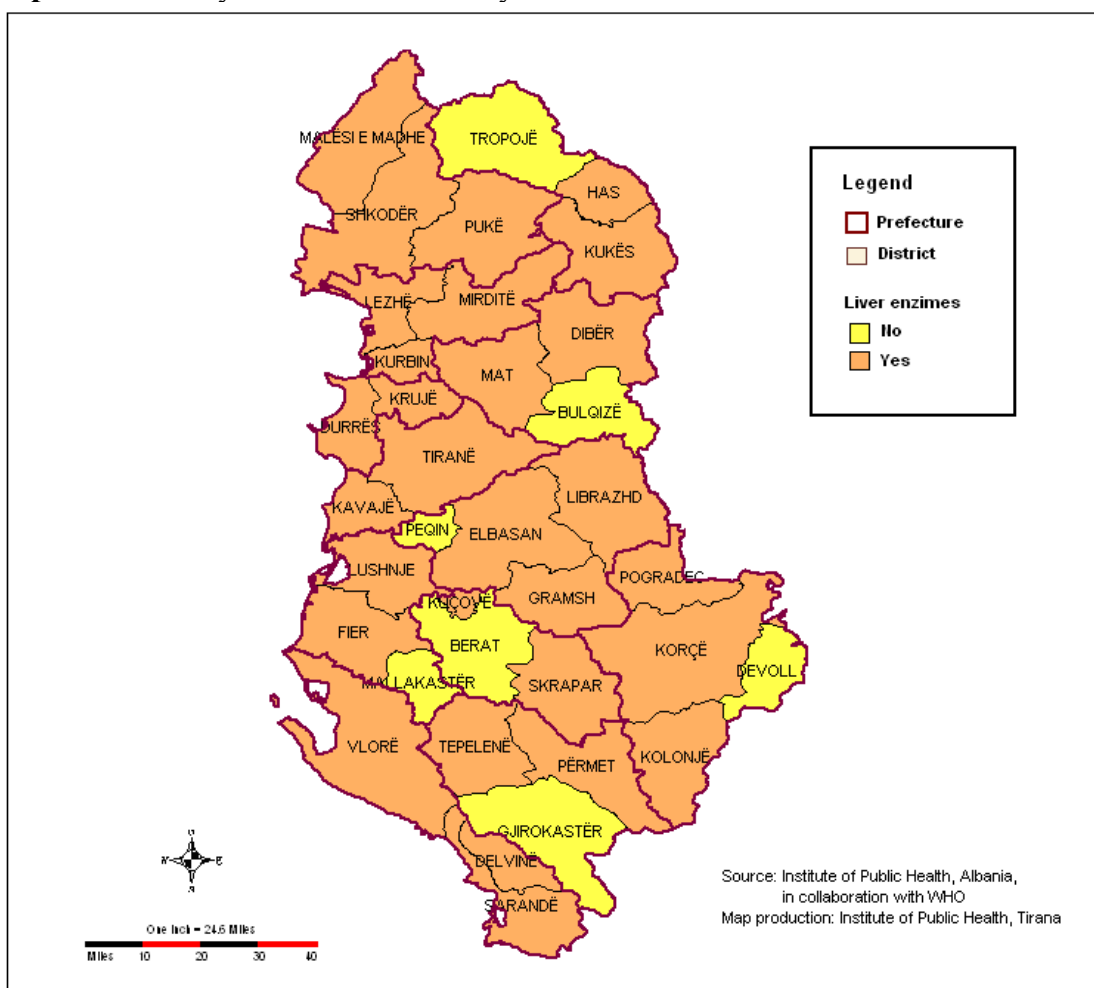 MALËSI E MADHE
TROPOJË
HAS
SHKODËR
PUKË
KUKËS
LEZHË
MIRDITË
DIBËR
KURBIN
MAT
KRUJË
BULQIZË
DURRËS
TIRANË
LIBRAZHD
KAVAJË
PEQIN
ELBASAN
LUSHNJE
POGRADEC
KUÇOVË
GRAMSH
FIER
BERAT
KORÇË
MALLAKASTËR
SKRAPAR
DEVOLL
VLORË
TEPELENË
PËRMET
KOLONJË
GJIROKASTËR
DELVINË
SARANDË
Legend
Prefecture
District
Liver enzimes
No
Yes
One Inch = 24.6 Miles
Miles 10 20 30 40
Source: Institute of Public Health, Albania,
in collaboration with WHO
Map production: Institute of Public Health, Tirana